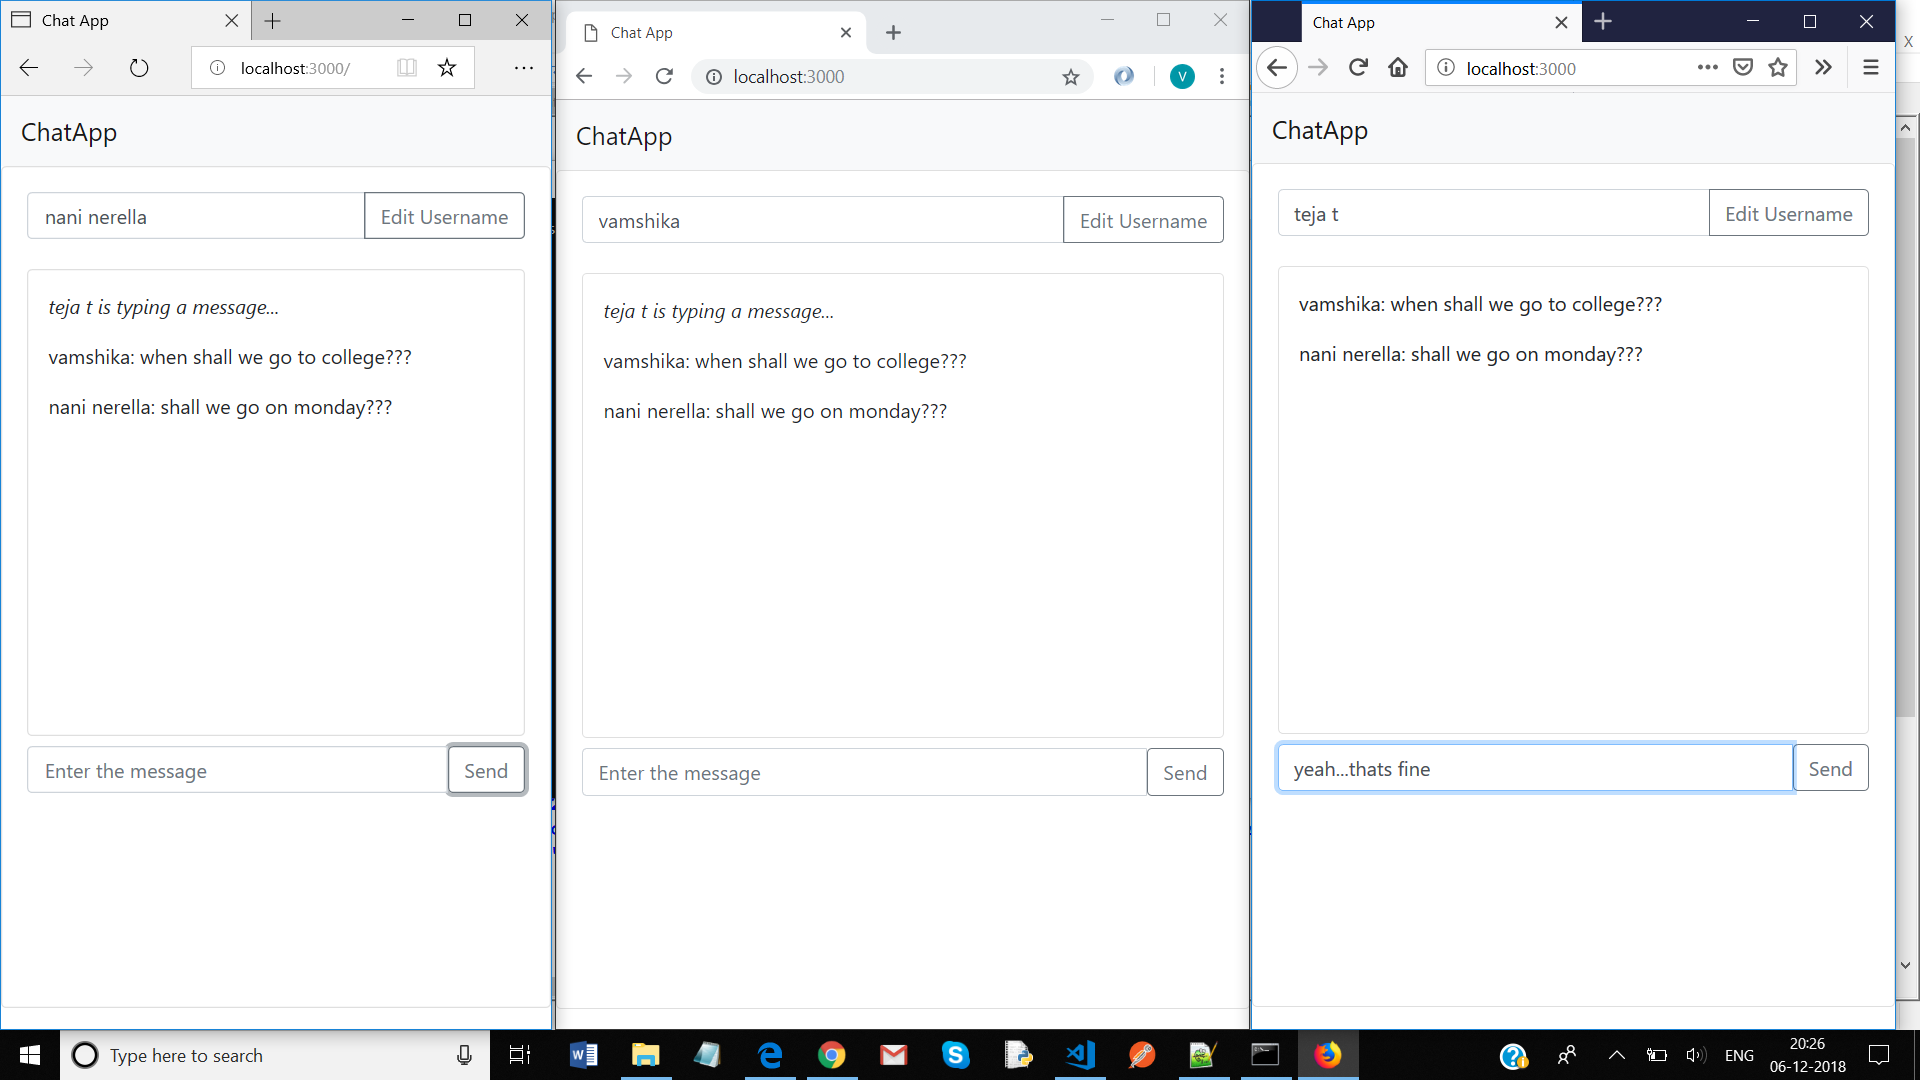 Chat App
localhost:3000/
ChatApp
nani nerella
Edit Username
teja t is typing a message...
vamshika: when shall we go to college???
nani nerella: shall we go on monday???
Enter the message
Send
Chat App
localhost:3000
V
ChatApp
vamshika
Edit Username
teja t is typing a message...
vamshika: when shall we go to college???
nani nerella: shall we go on monday???
Enter the message
Send
Chat App
localhost:3000
ChatApp
teja t
Edit Username
vamshika: when shall we go to college???
nani nerella: shall we go on monday???
yeah...thats fine
Send
Type here to search
ENG
20:26
06-12-2018